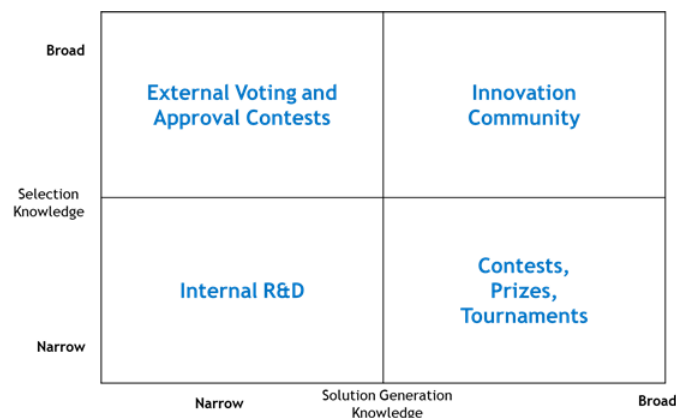 Broad
External Voting and
Approval Contests
Innovation
Community
Selection
Knowledge
Internal R&D
Contests,
Prizes,
Tournaments
Narrow
Narrow
Solution Generation
Knowledge
Broad